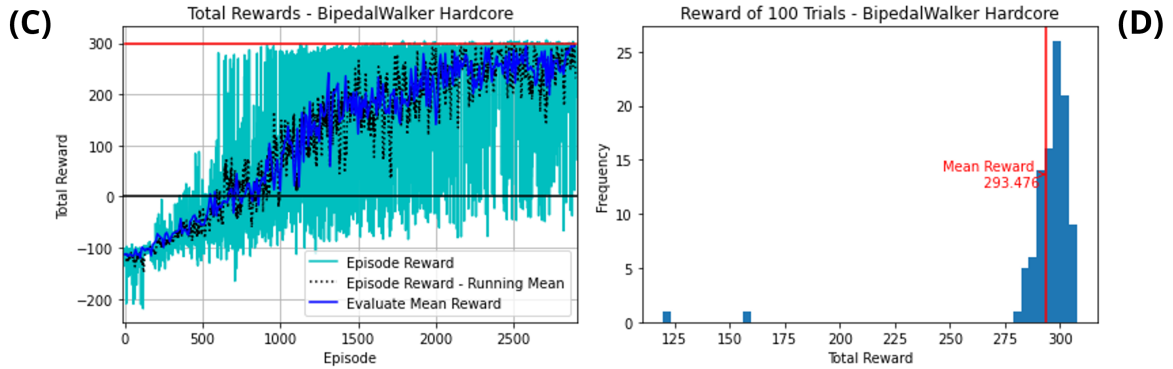 (C)
Total Rewards - BipedalWalker Hardcore
300
200
100
0
−100
−200
Total Reward
0
500
1000
1500
2000
2500
Episode
Episode Reward
Episode Reward - Running Mean
Evaluate Mean Reward
Reward of 100 Trials - BipedalWalker Hardcore
(D)
25
20
15
10
5
0
Frequency
Mean Reward
293.476
125
150
175
200
225
250
275
300
Total Reward